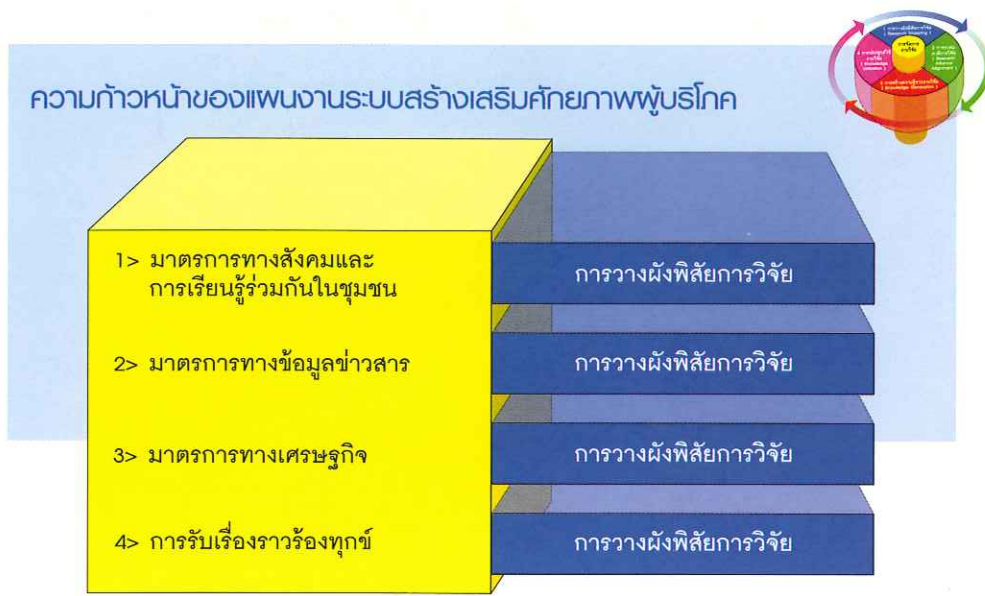 ความก้าวหน้าของแผนงานระบบสร้างเสริมศักยภาพผู้บริโภค
1> มาตรการทางสังคมและ
การเรียนรู้ร่วมกันในชุมชน
การวางผังพิสัยการวิจัย
2> มาตรการทางข้อมูลข่าวสาร
การวางผังพิสัยการวิจัย
3> มาตรการทางเศรษฐกิจ
การวางผังพิสัยการวิจัย
4> การรับเรื่องราวร้องทุกข์
การวางผังพิสัยการวิจัย